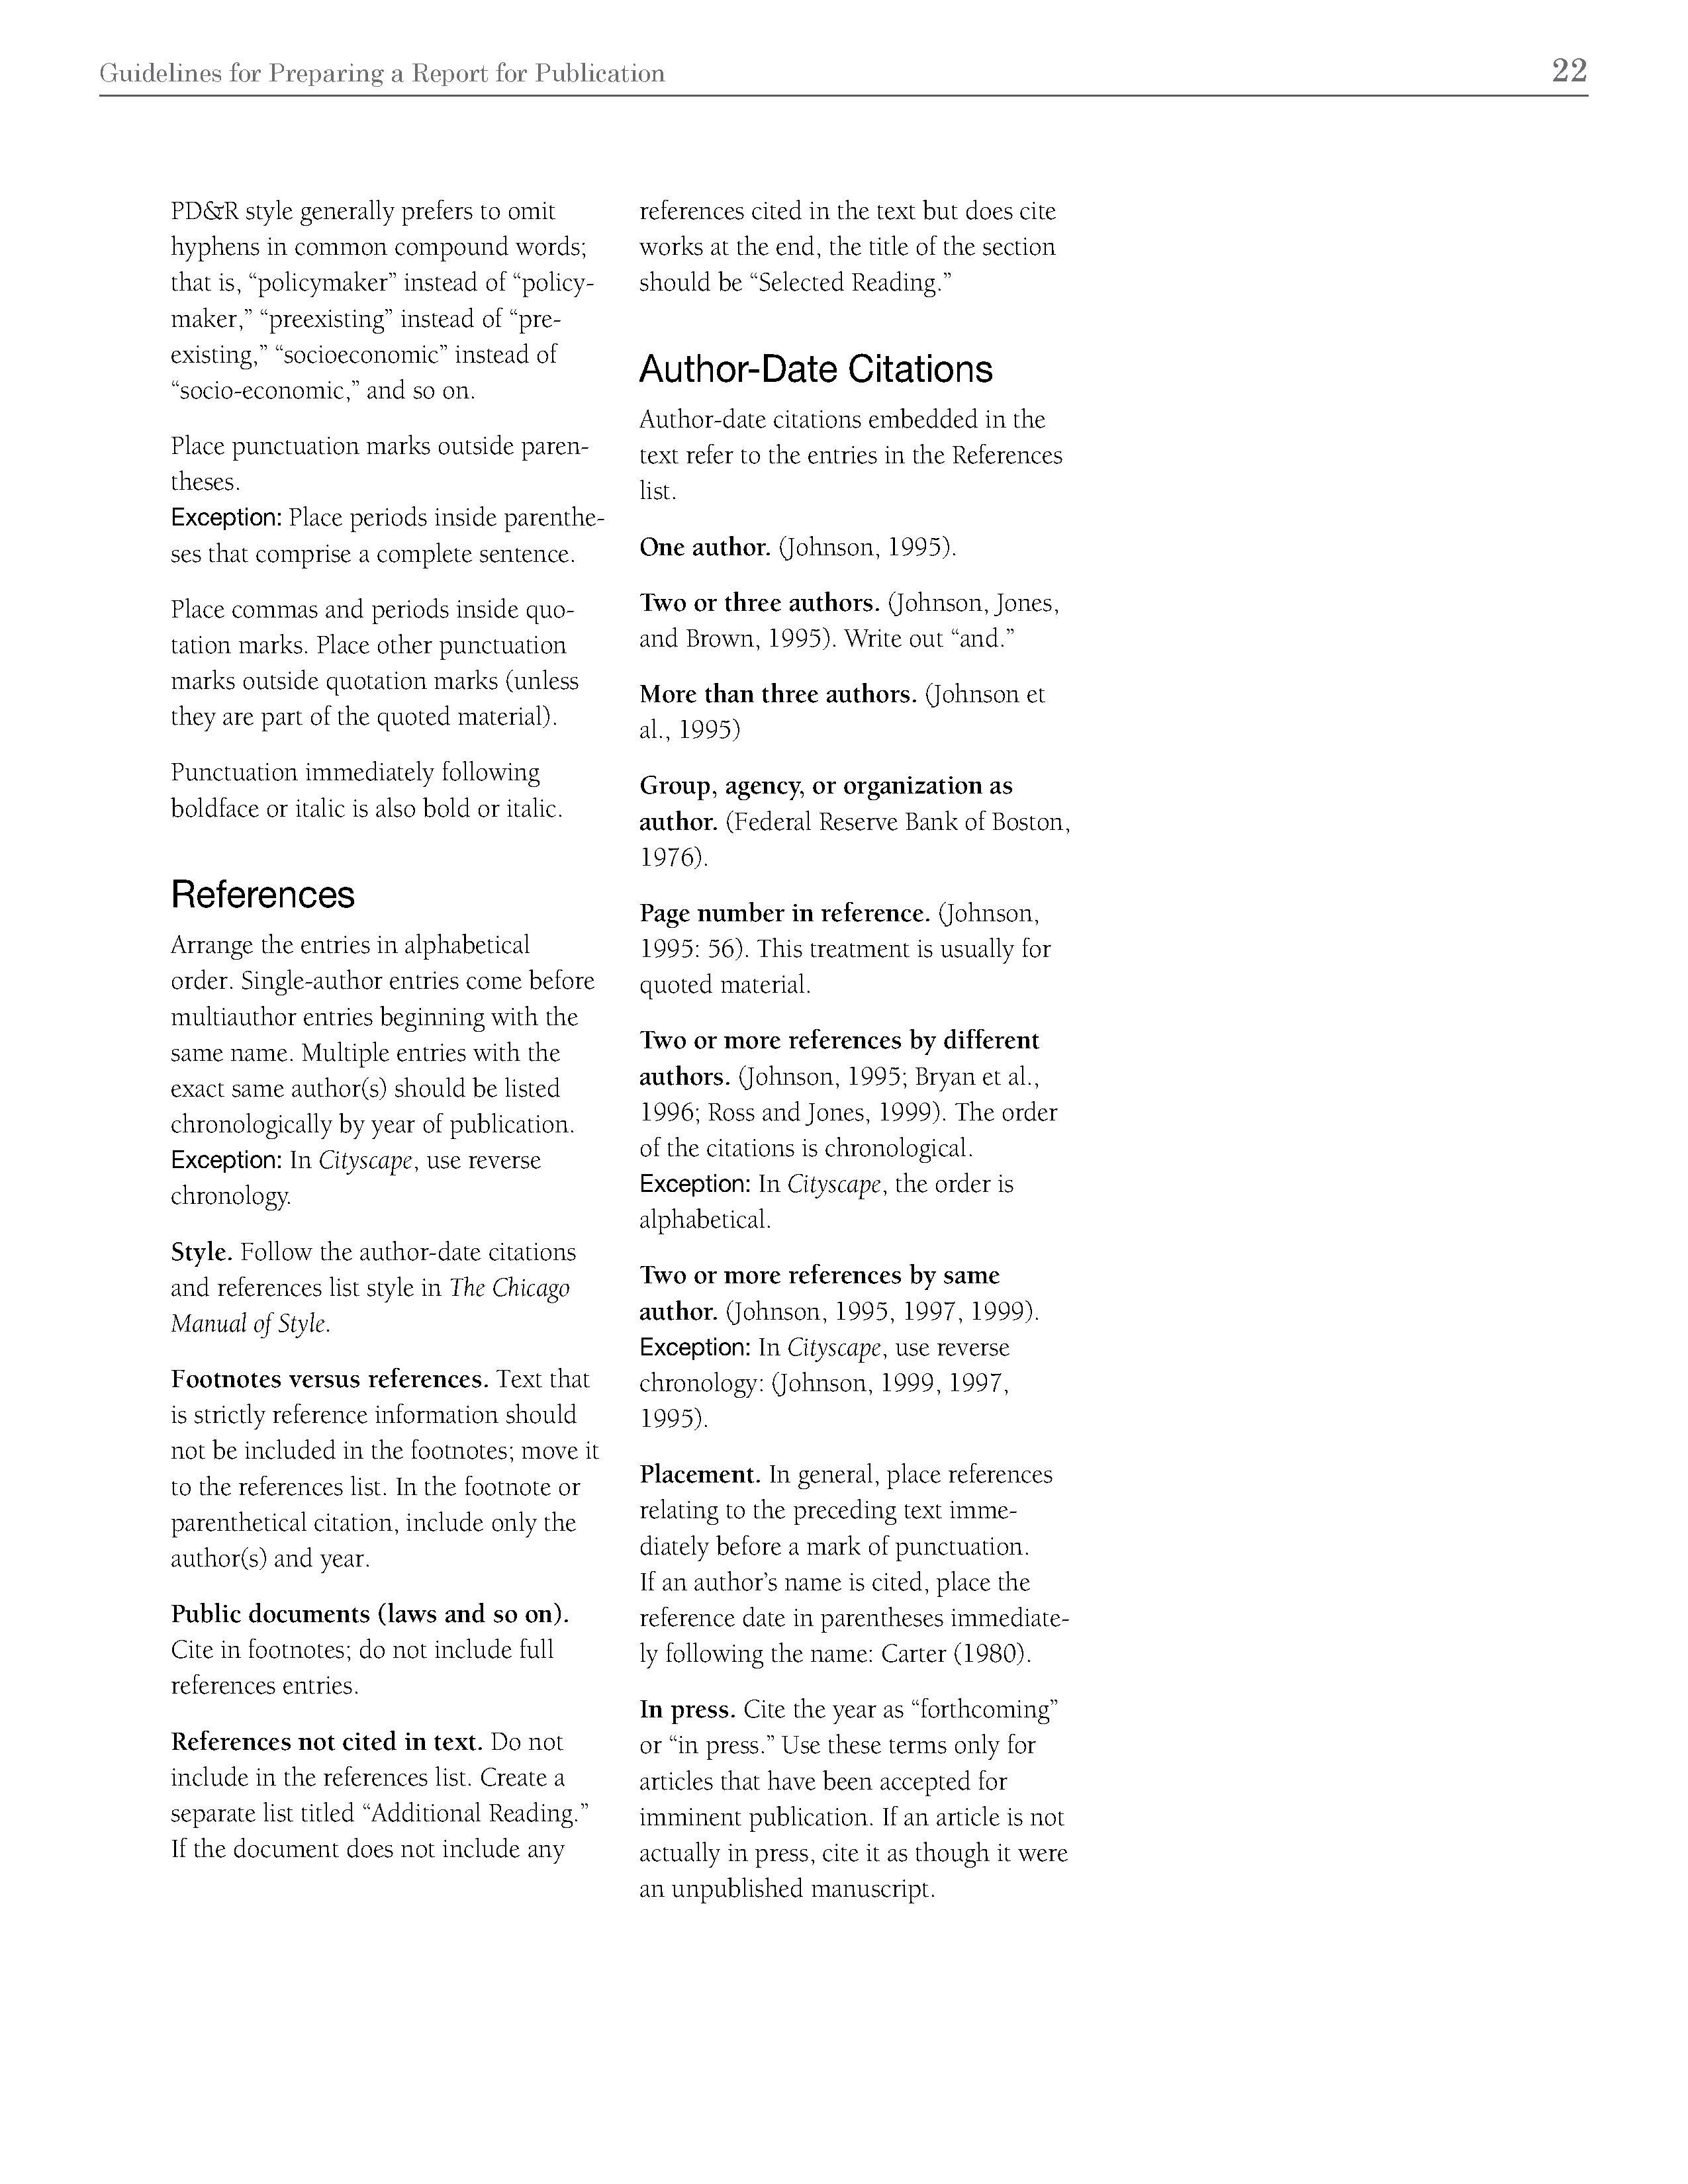 Guidelines for Preparing a Report for Publication 22
PD&R style generally prefers to omit
hyphens in common compound words;
that is, “policymaker” instead of “policy-
maker,” “preexisting” instead of “pre-
existing,” “socioeconomic” instead of
“socio-economic,” and so on.
Place punctuation marks outside paren-
theses.
Exception: Place periods inside parenthe-
ses that comprise a complete sentence.
Place commas and periods inside quo-
tation marks. Place other punctuation
marks outside quotation marks (unless
they are part of the quoted material).
Punctuation immediately following
boldface or italic is also bold or italic.
References
Arrange the entries in alphabetical
order. Single-author entries come before
multiauthor entries beginning with the
same name. Multiple entries with the
exact same author(s) should be listed
chronologically by year of publication.
Exception: In Cityscape, use reverse
chronology.
Style. Follow the author-date citations
and references list style in The Chicago
Manual of Style.
Footnotes versus references. Text that
is strictly reference information should
not be included in the footnotes; move it
to the references list. In the footnote or
parenthetical citation, include only the
author(s) and year.
Public documents (laws and so on).
Cite in footnotes; do not include full
references entries.
References not cited in text. Do not
include in the references list. Create a
separate list titled “Additional Reading.”
If the document does not include any
references cited in the text but does cite
works at the end, the title of the section
should be “Selected Reading.”
Author-Date Citations
Author-date citations embedded in the
text refer to the entries in the References
list.
One author. (Johnson, 1995).
Two or three authors. (Johnson, Jones,
and Brown, 1995). Write out “and.”
More than three authors. (Johnson et
al., 1995)
Group, agency, or organization as
author. (Federal Reserve Bank of Boston,
1976).
Page number in reference. (Johnson,
1995: 56). This treatment is usually for
quoted material.
Two or more references by different
authors. (Johnson, 1995; Bryan et al.,
1996; Ross and Jones, 1999). The order
of the citations is chronological.
Exception: In Cityscape, the order is
alphabetical.
Two or more references by same
author. (Johnson, 1995, 1997, 1999).
Exception: In Cityscape, use reverse
chronology: (Johnson, 1999, 1997,
1995).
Placement. In general, place references
relating to the preceding text imme-
diately before a mark of punctuation.
If an author’s name is cited, place the
reference date in parentheses immediate-
ly following the name: Carter (1980).
In press. Cite the year as “forthcoming”
or “in press.” Use these terms only for
articles that have been accepted for
imminent publication. If an article is not
actually in press, cite it as though it were
an unpublished manuscript.